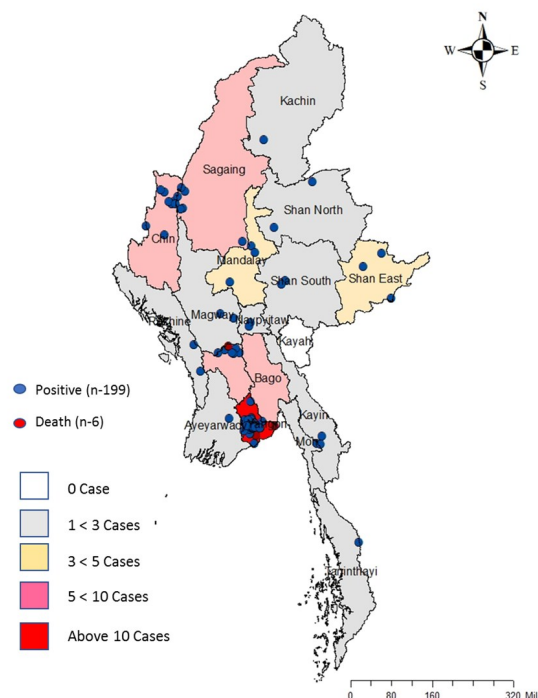 N
W
E
S
Kachin
Sagaing
Shan North
Chin
Mandalay
Shan South
Shan East
Magway
Naypyitaw
Kayah
Bago
Positive (n-199)
Death (n-6)
Kayin
Ayeyarwady
Mon
0 Case
1 < 3 Cases
3 < 5 Cases
5 < 10 Cases
Above 10 Cases
0 80 160 320 Mil